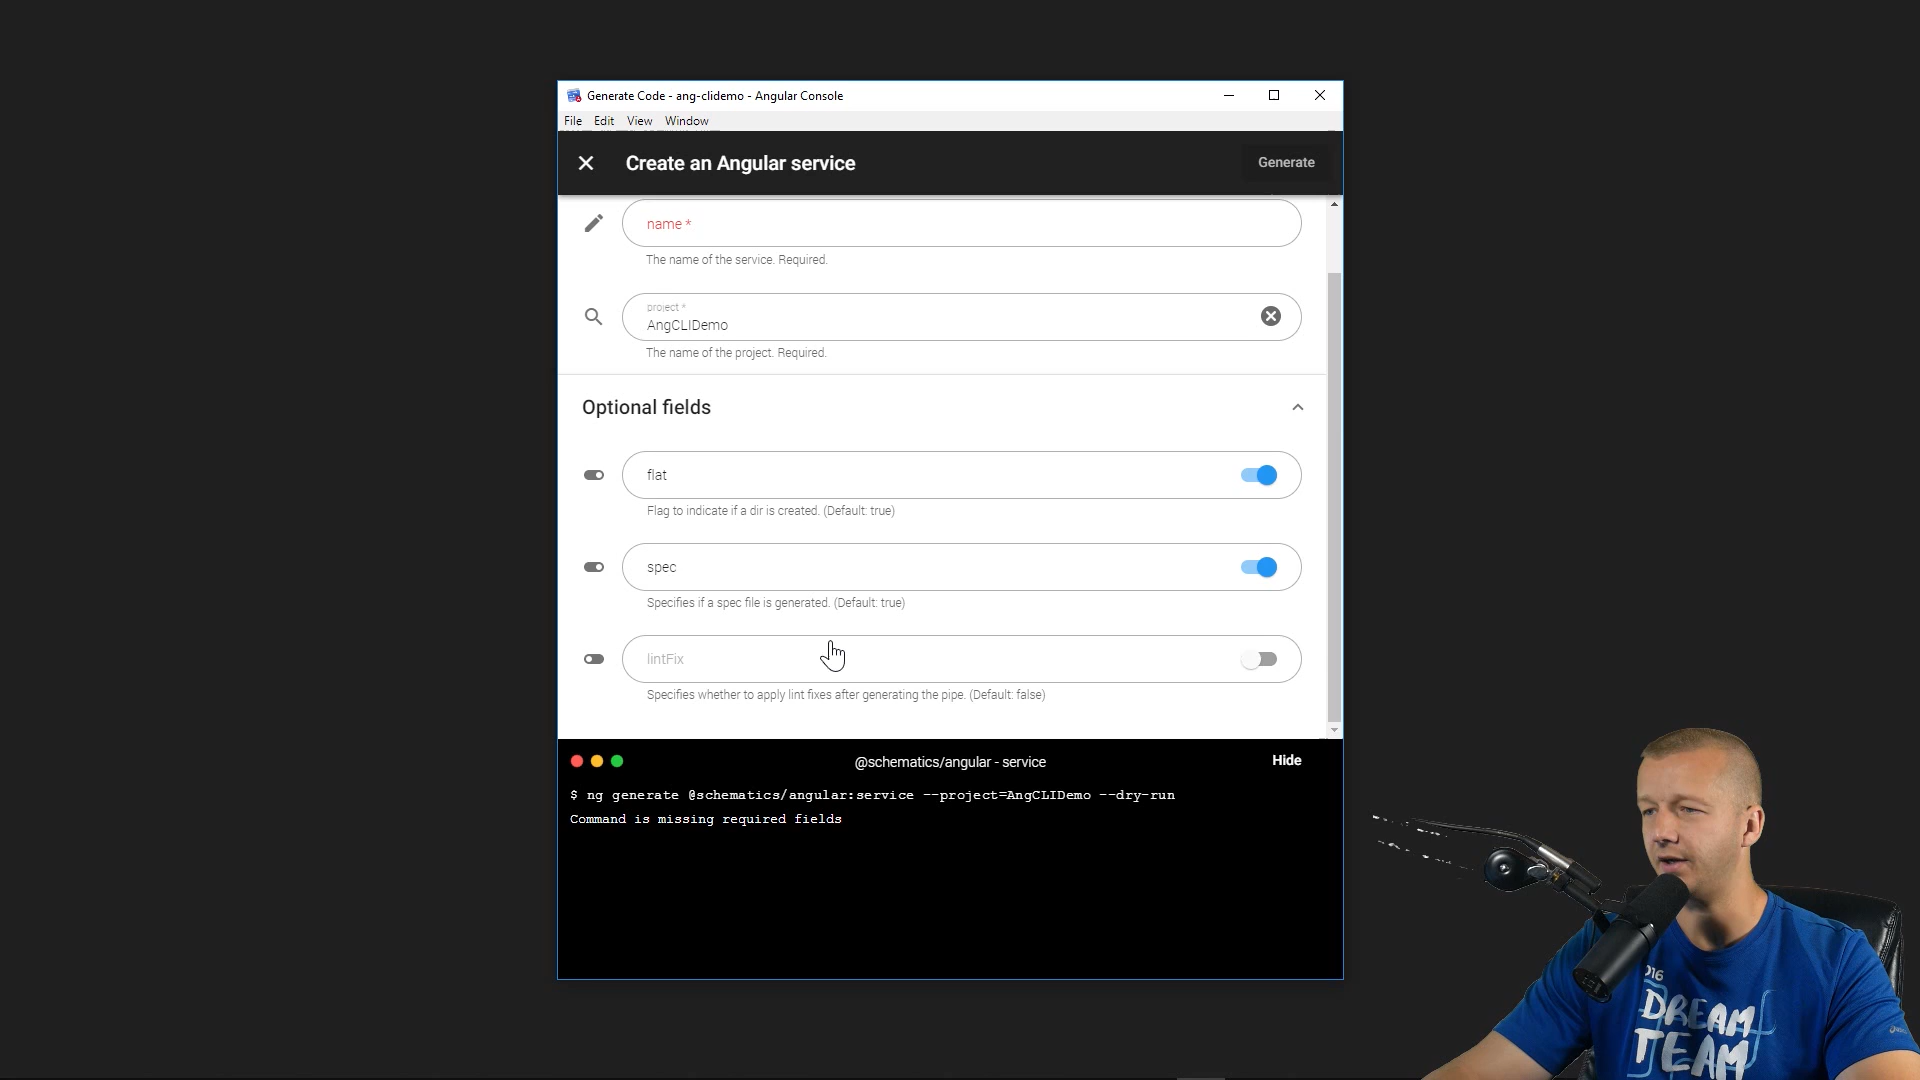 Generate Code - ang-clidemo - Angular Console
File Edit View Window
Create an Angular service
Generate
name *
The name of the service. Required.
project *
AngCLIDemo
The name of the project. Required.
Optional fields
flat
Flag to indicate if a dir is created. (Default: true)
spec
Specifies if a spec file is generated. (Default: true)
lintFix
Specifies whether to apply lint fixes after generating the pipe. (Default: false)
@schematics/angular - service
Hide
$ ng generate @schematics/angular:service --project=AngCLIDemo --dry-run
Command is missing required fields
DREAM
TEAM